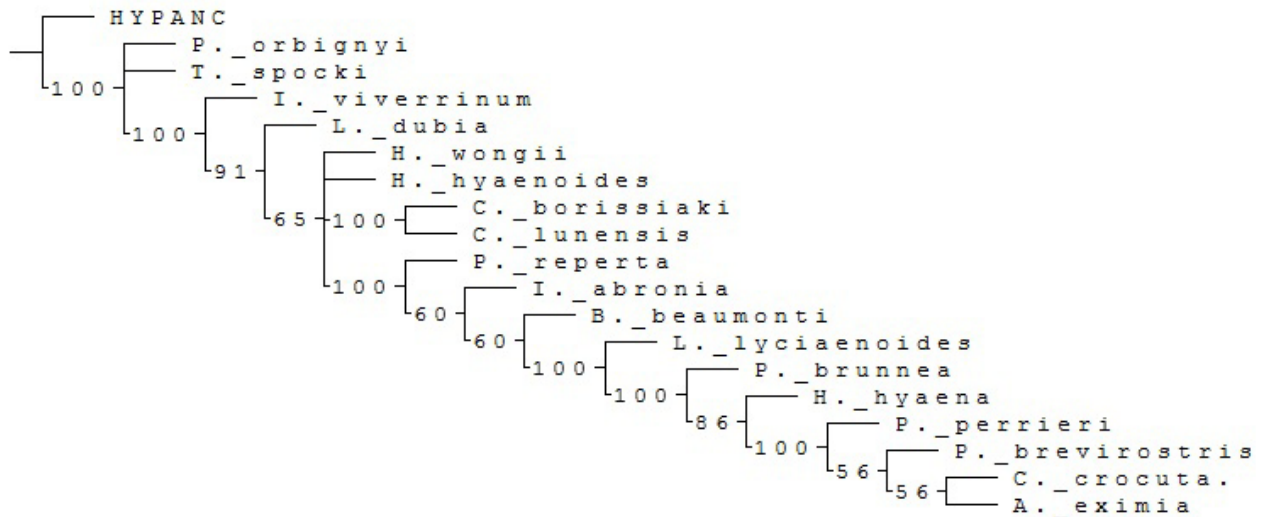 HYPANC
P._orbignyi
T._spocki
100
I._viverrinum
L._dubia
100
H._wongii
91
H._hyaenoides
C._borissiaki
65 100
C._lunensis
P._reperta
100
I._abronia
60
B._beaumonti
60
L._lyciaenoides
100
P._brunnea
100
H._hyaena
86
P._perrieri
100
P._brevirostris
56
C._crocuta.
56
A._eximia